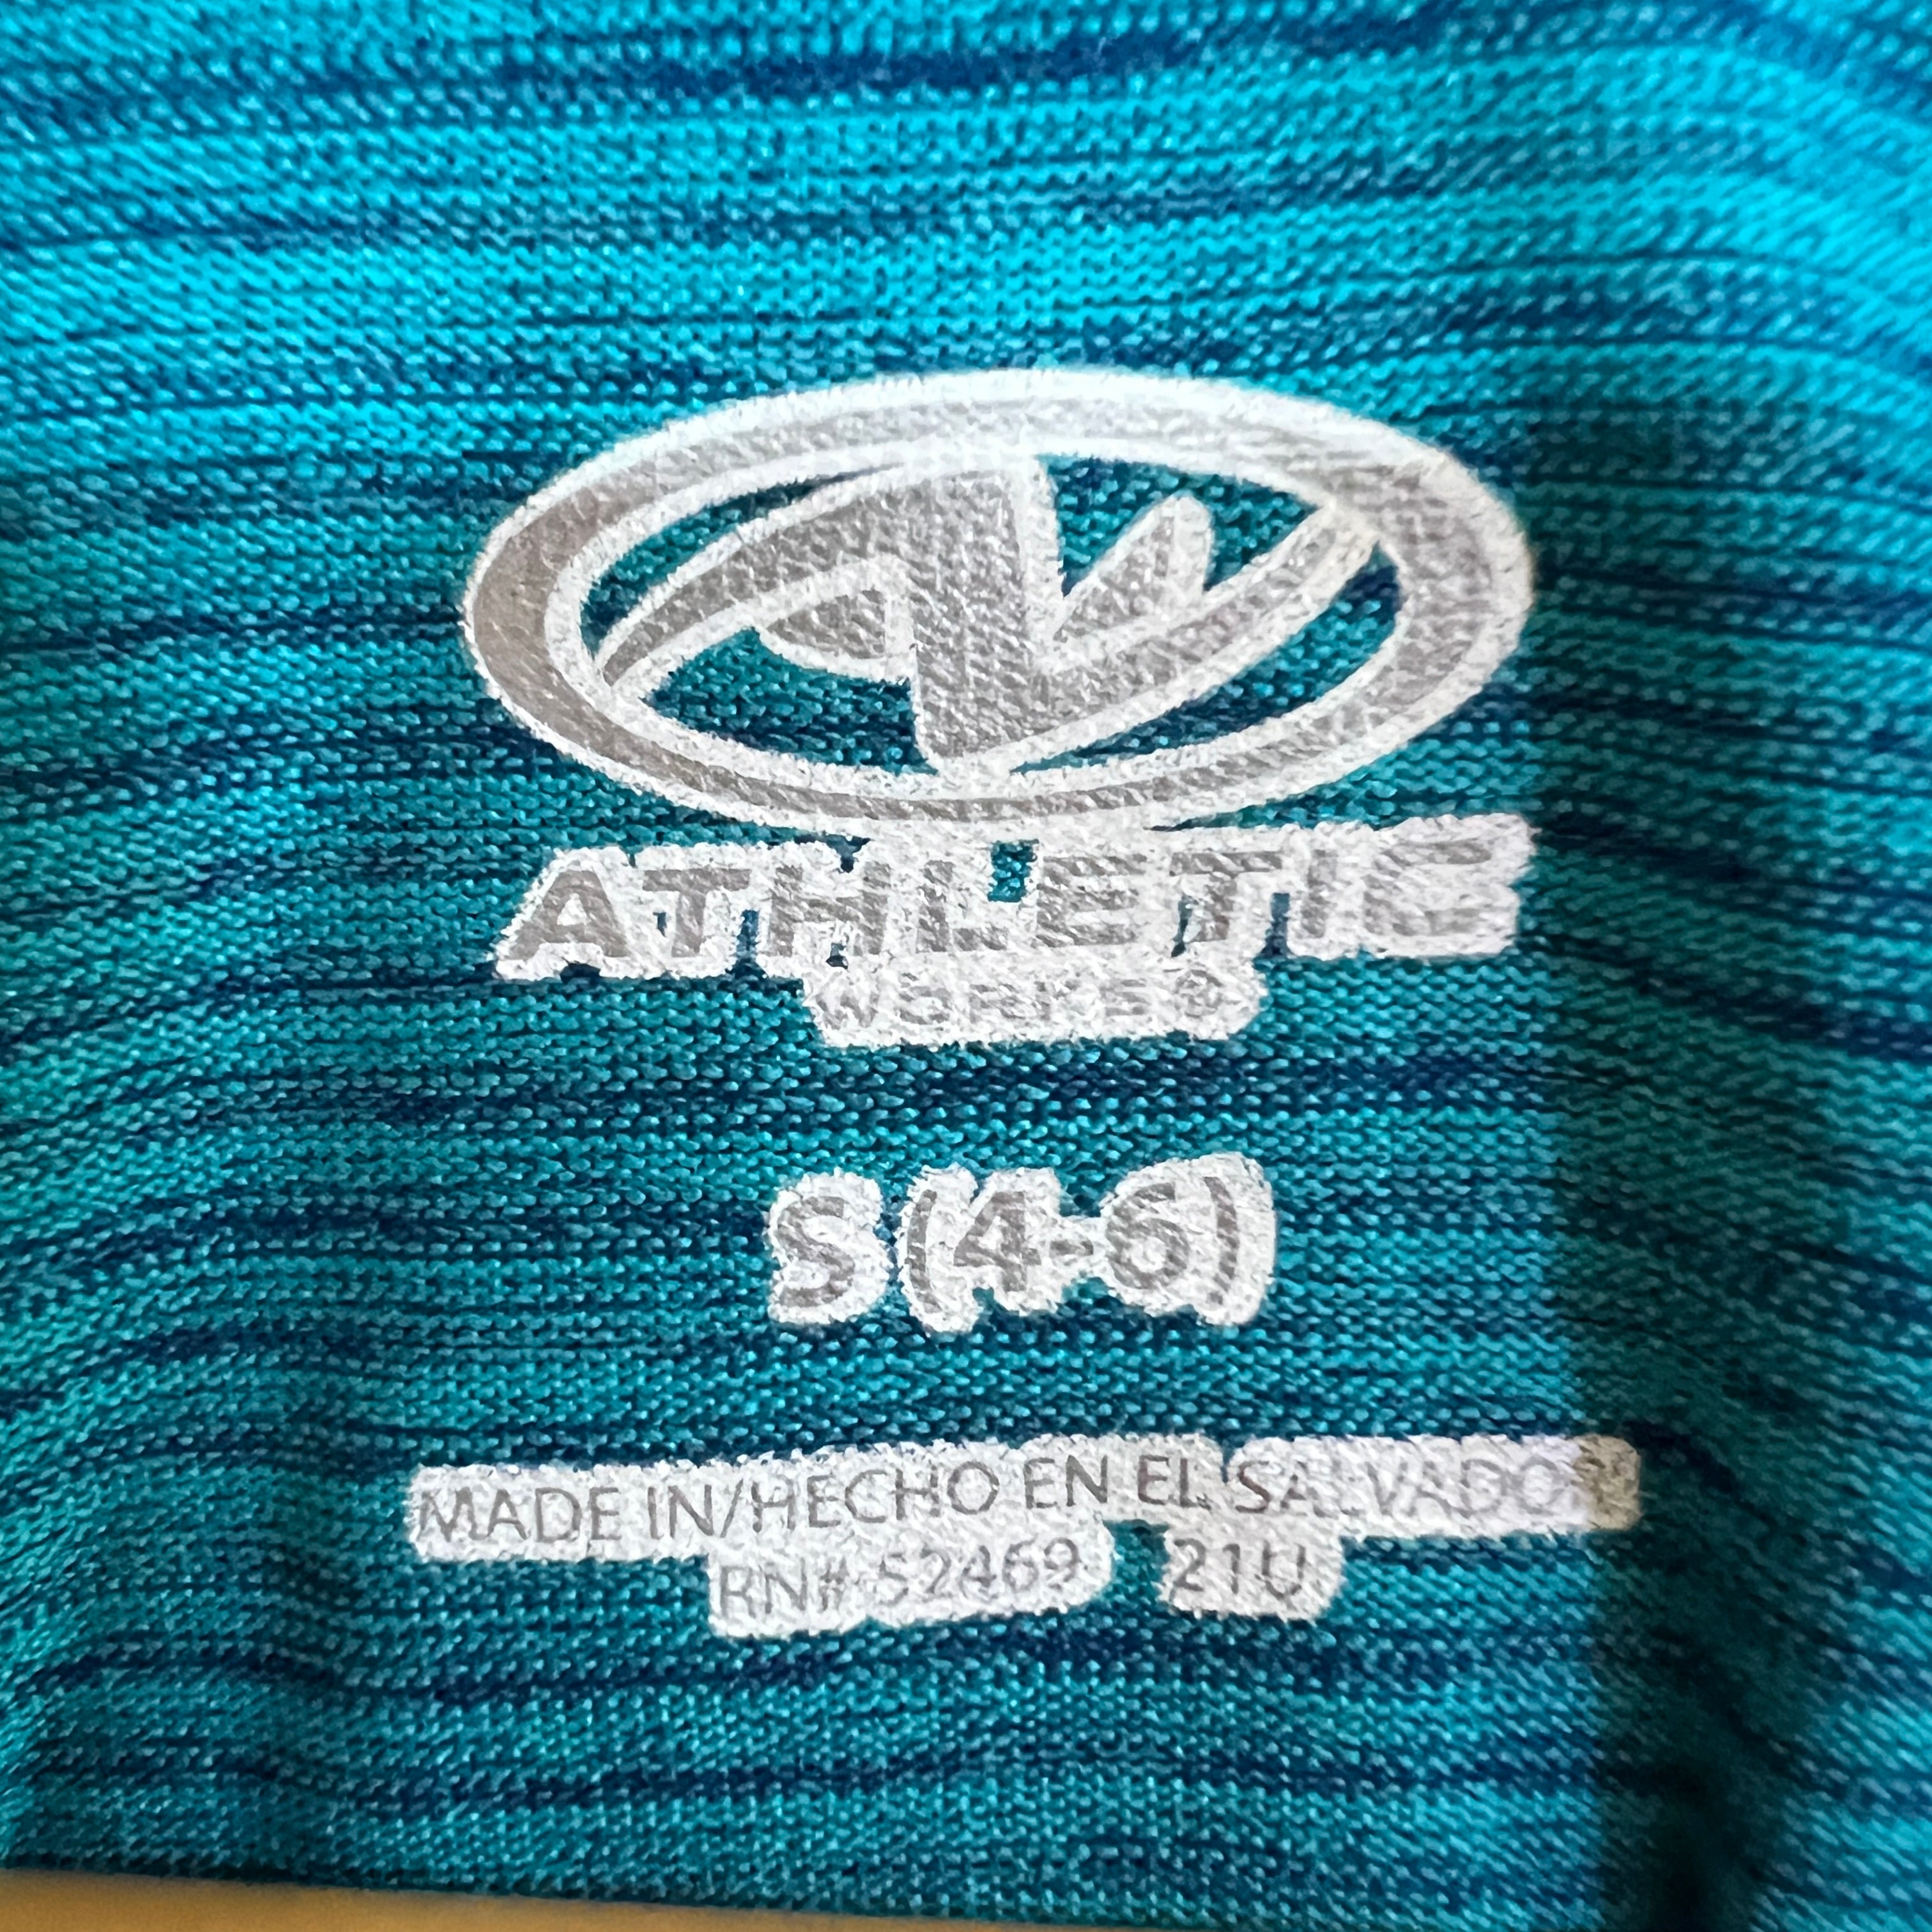 ATHLETIC
WORKS®
S (4-6)
MADE IN/HECHO EN EL SALVADOR
RN# 52469 21U